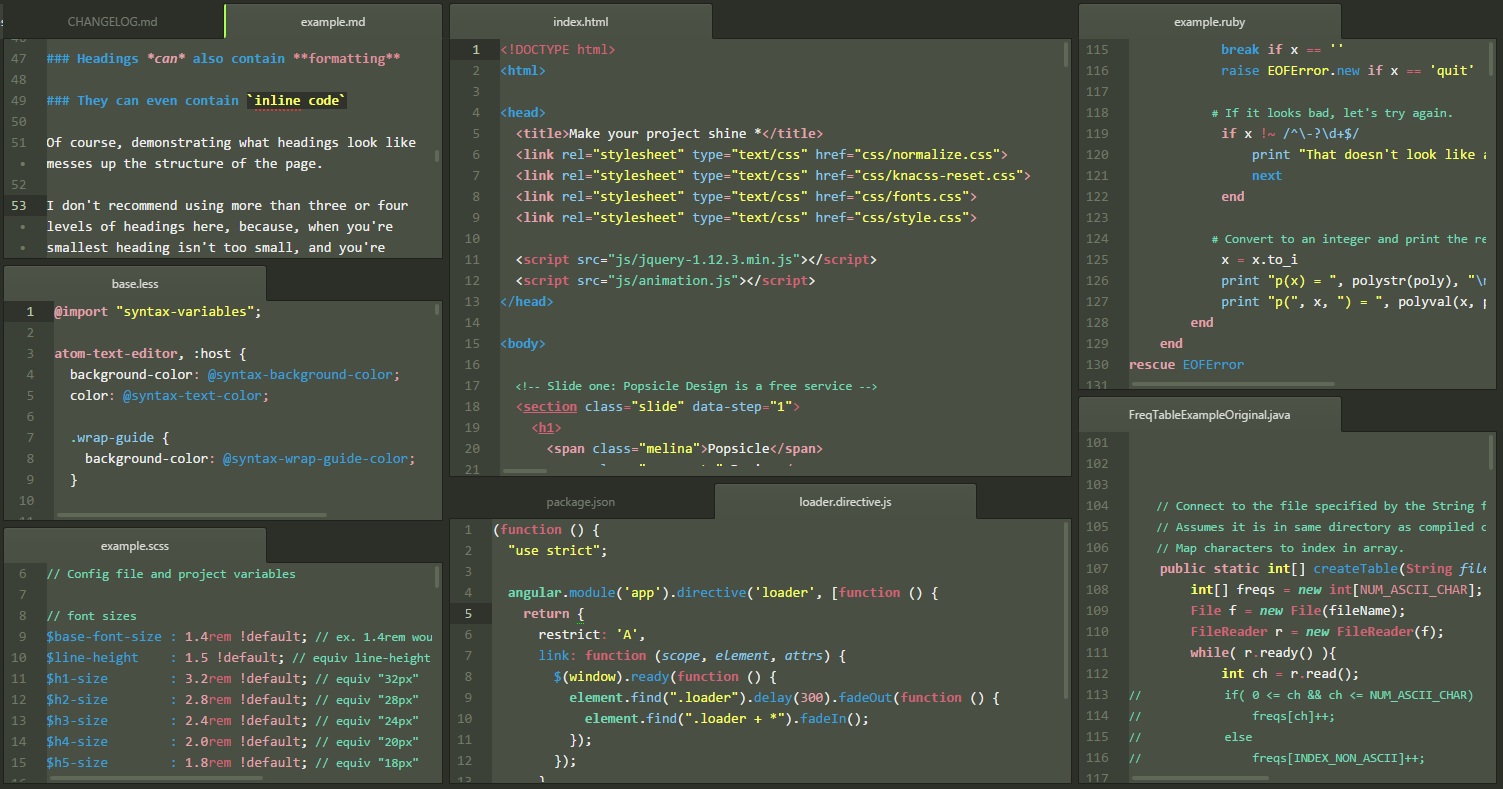 CHANGELOG.md
example.md
47 ### Headings *can* also contain **formatting**
48
49 ### They can even contain `inline code`
50
51 Of course, demonstrating what headings look like
• messes up the structure of the page.
52
53 I don't recommend using more than three or four
• levels of headings here, because, when you're
• smallest heading isn't too small, and you're
base.less
1 @import "syntax-variables";
2
3 atom-text-editor, :host {
4 background-color: @syntax-background-color;
5 color: @syntax-text-color;
6
7 .wrap-guide {
8 background-color: @syntax-wrap-guide-color;
9 }
10
example.scss
6 // Config file and project variables
7
8 // font sizes
9 $base-font-size : 1.4rem !default; // ex. 1.4rem wou
10 $line-height : 1.5 !default; // equiv line-height
11 $h1-size : 3.2rem !default; // equiv "32px"
12 $h2-size : 2.8rem !default; // equiv "28px"
13 $h3-size : 2.4rem !default; // equiv "24px"
14 $h4-size : 2.0rem !default; // equiv "20px"
15 $h5-size : 1.8rem !default; // equiv "18px"
index.html
1 <!DOCTYPE html>
2 <html>
3
4 <head>
5 <title>Make your project shine *</title>
6 <link rel="stylesheet" type="text/css" href="css/normalize.css">
7 <link rel="stylesheet" type="text/css" href="css/knacss-reset.css">
8 <link rel="stylesheet" type="text/css" href="css/fonts.css">
9 <link rel="stylesheet" type="text/css" href="css/style.css">
10
11 <script src="js/jquery-1.12.3.min.js"></script>
12 <script src="js/animation.js"></script>
13 </head>
14
15 <body>
16
17 <!-- Slide one: Popsicle Design is a free service -->
18 <section class="slide" data-step="1">
19 <h1>
20 <span class="melina">Popsicle</span>
21
package.json
loader.directive.js
1 (function () {
2 "use strict";
3
4 angular.module('app').directive('loader', [function () {
5 return {
6 restrict: 'A',
7 link: function (scope, element, attrs) {
8 $(window).ready(function () {
9 element.find(".loader").delay(300).fadeOut(function () {
10 element.find(".loader + *").fadeIn();
11 });
12 });
13 }
example.ruby
115 break if x == ''
116 raise EOFError.new if x == 'quit'
117
118 # If it looks bad, let's try again.
119 if x !~ /^\-?\d+$/
120 print "That doesn't look like
121 next
122 end
123
124 # Convert to an integer and print the re
125 x = x.to_i
126 print "p(x) = ", polystr(poly), "\
127 print "p(", x, ") = ", polyval(x,
128 end
129 end
130 rescue EOFError
131
FreqTableExampleOriginal.java
101
102
103
104 // Connect to the file specified by the String f
105 // Assumes it is in same directory as compiled c
106 // Map characters to index in array.
107 public static int[] createTable(String file
108 int[] freqs = new int[NUM_ASCII_CHAR];
109 File f = new File(fileName);
110 FileReader r = new FileReader(f);
111 while( r.ready() ){
112 int ch = r.read();
113 // if( 0 <= ch && ch <= NUM_ASCII_CHAR)
114 // freqs[ch]++;
115 // else
116 // freqs[INDEX_NON_ASCII]++;
117